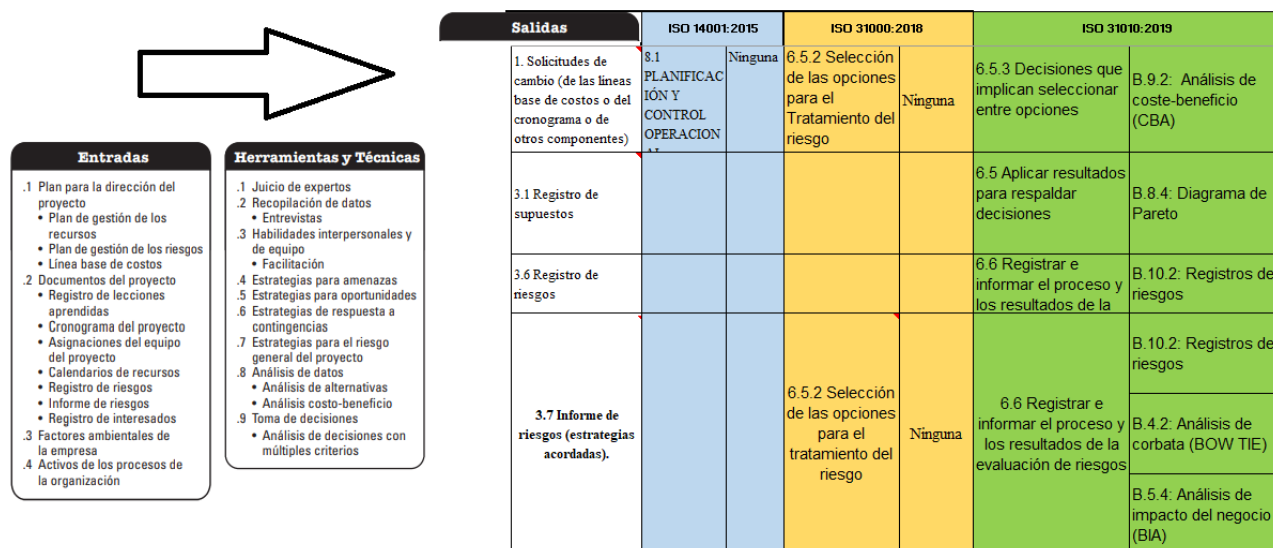 Salidas
ISO 14001:2015
ISO 31000:2018
ISO 31010:2019
1. Solicitudes de
cambio (de las líneas
base de costos o del
cronograma o de
otros componentes)
8.1
PLANIFICAC
IÓN Y
CONTROL
OPERACION
Ninguna
6.5.2 Selección
de las opciones
para el
Tratamiento del
riesgo
Ninguna
6.5.3 Decisiones que
implican seleccionar
entre opciones
B.9.2: Análisis de
coste-beneficio
(CBA)
3.1 Registro de
supuestos
6.5 Aplicar resultados
para respaldar
decisiones
B.8.4: Diagrama de
Pareto
3.6 Registro de
riesgos
6.6 Registrar e
informar el proceso y
los resultados de la
B.10.2: Registros de
riesgos
3.7 Informe de
riesgos (estrategias
acordadas).
6.5.2 Selección
de las opciones
para el
tratamiento del
riesgo
Ninguna
6.6 Registrar e
informar el proceso y
los resultados de la
evaluación de riesgos
B.10.2: Registros de
riesgos
B.4.2: Análisis de
corbata (BOW TIE)
B.5.4: Análisis de
impacto del negocio
(BIA)
Entradas
.1 Plan para la dirección del
proyecto
• Plan de gestión de los
recursos
• Plan de gestión de los riesgos
• Línea base de costos
.2 Documentos del proyecto
• Registro de lecciones
aprendidas
• Cronograma del proyecto
• Asignaciones del equipo
del proyecto
• Calendarios de recursos
• Registro de riesgos
• Informe de riesgos
• Registro de interesados
.3 Factores ambientales de
la empresa
.4 Activos de los procesos de
la organización
Herramientas y Técnicas
.1 Juicio de expertos
.2 Recopilación de datos
• Entrevistas
.3 Habilidades interpersonales y
de equipo
• Facilitación
.4 Estrategias para amenazas
.5 Estrategias para oportunidades
.6 Estrategias de respuesta a
contingencias
.7 Estrategias para el riesgo
general del proyecto
.8 Análisis de datos
• Análisis de alternativas
• Análisis costo-beneficio
.9 Toma de decisiones
• Análisis de decisiones con
múltiples criterios